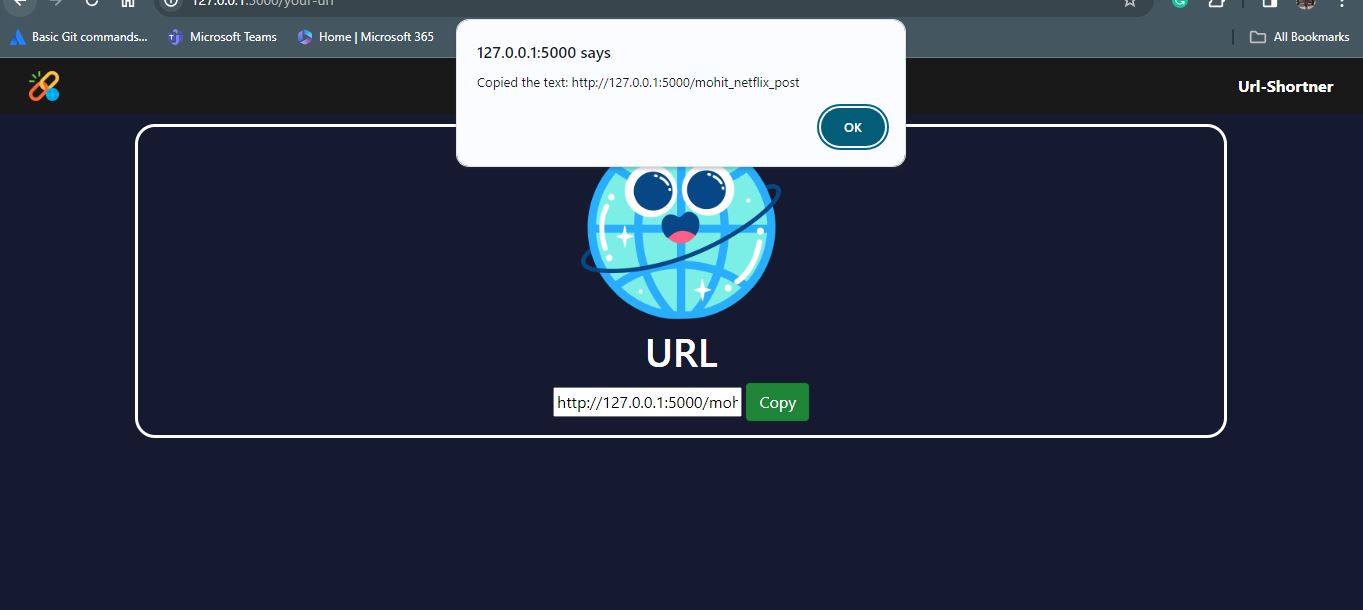 127.0.0.1:5000/your-url
Basic Git commands...
Microsoft Teams
Home | Microsoft 365
All Bookmarks
127.0.0.1:5000 says
Copied the text: http://127.0.0.1:5000/mohit_netflix_post
OK
Url-Shortner
URL
http://127.0.0.1:5000/moh
Copy